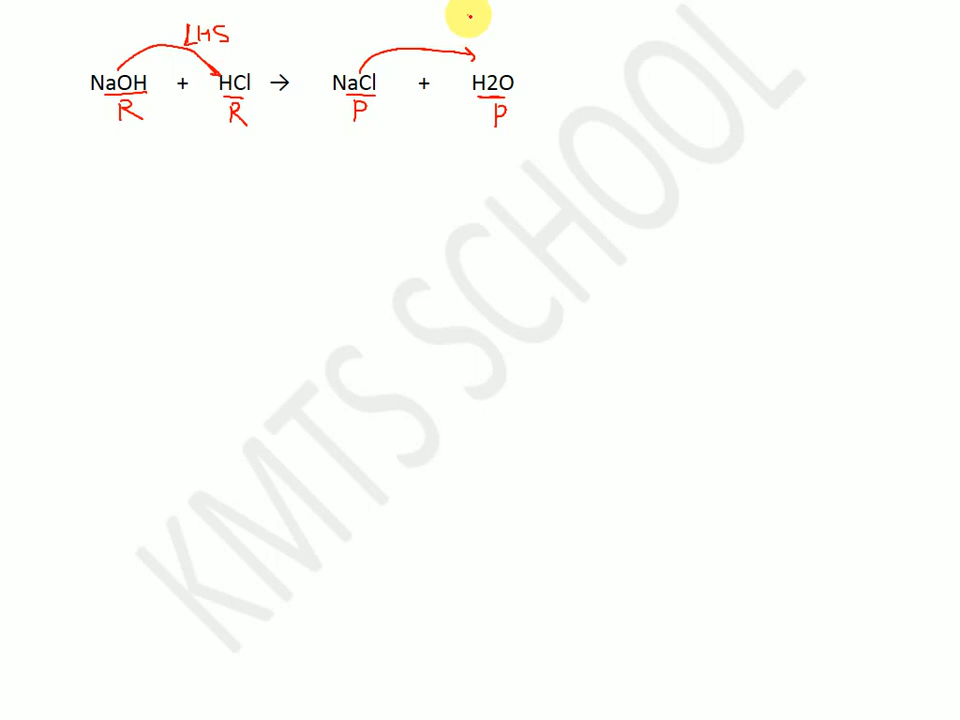 LHS
NaOH + HCl → NaCl + H2O
R R P P
KMTS SCHOOL